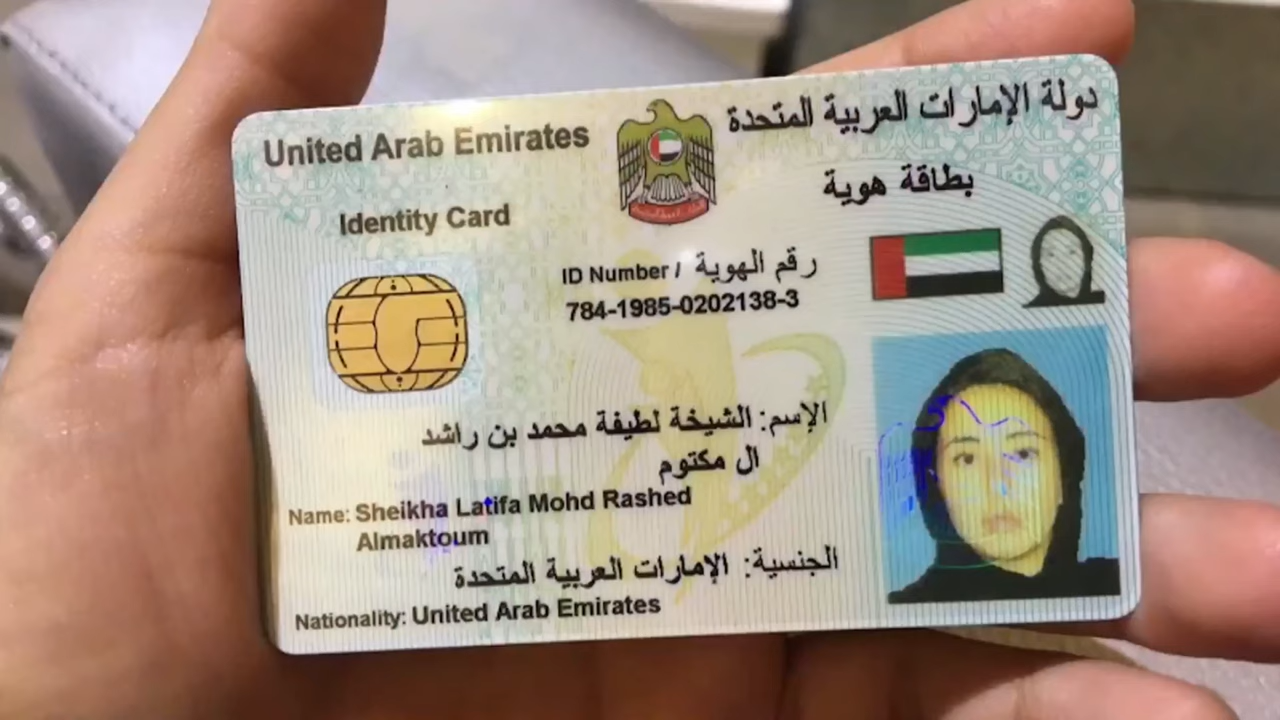 United Arab Emirates
دولة الإمارات العربية المتحدة
Identity Card
بطاقة هوية
ID Number / رقم الهوية
784-1985-0202138-3
الإسم: الشيخة لطيفة محمد بن راشد
ال مكتوم
Name: Sheikha Latifa Mohd Rashed
Almaktoum
الجنسية: الإمارات العربية المتحدة
Nationality: United Arab Emirates